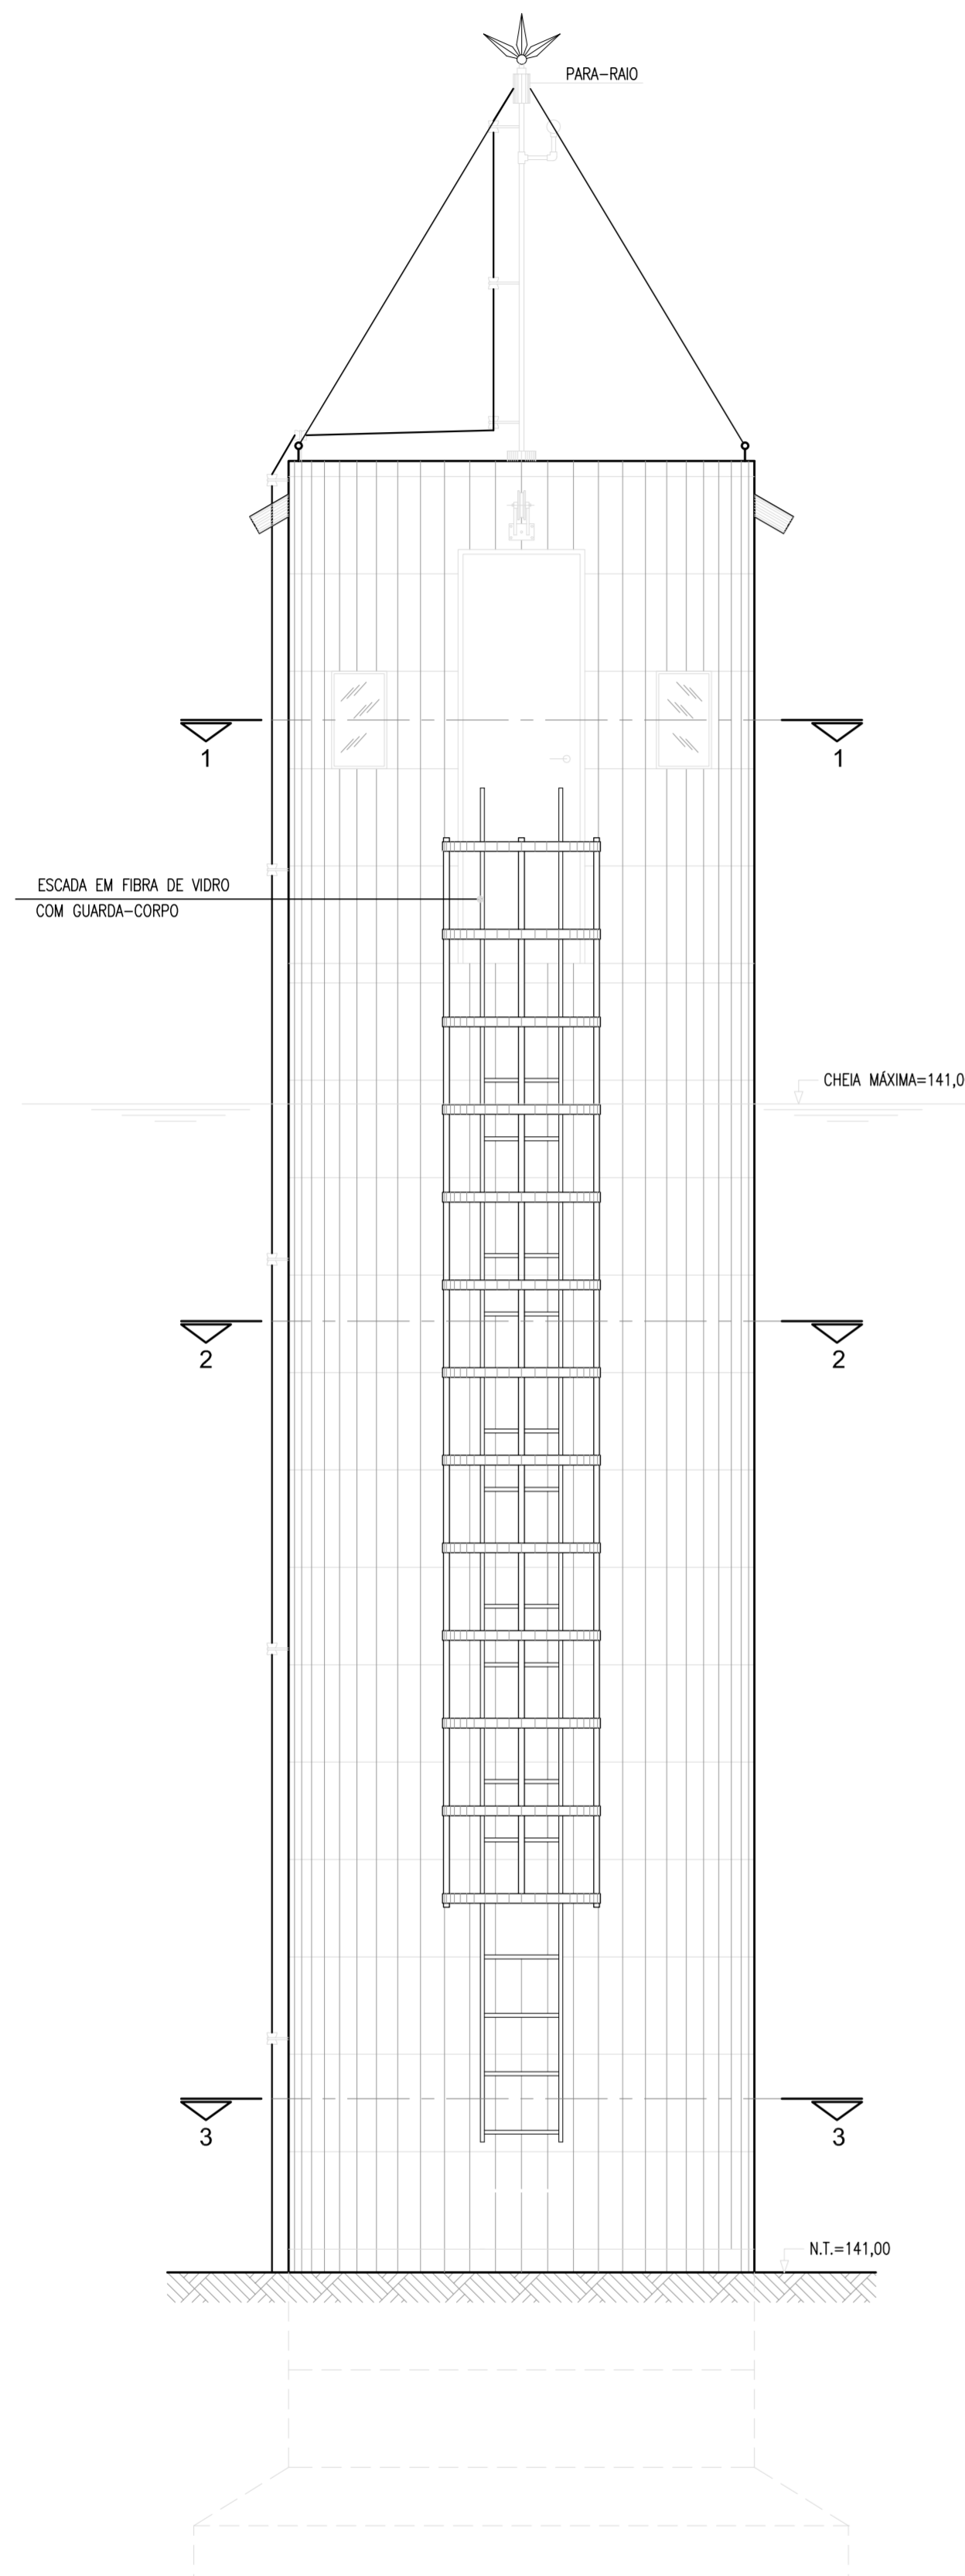 PARA-RAIO
1
1
ESCADA EM FIBRA DE VIDRO
COM GUARDA-CORPO
CHEIA MÁXIMA=141,0
2
2
3
3
N.T.=141,00